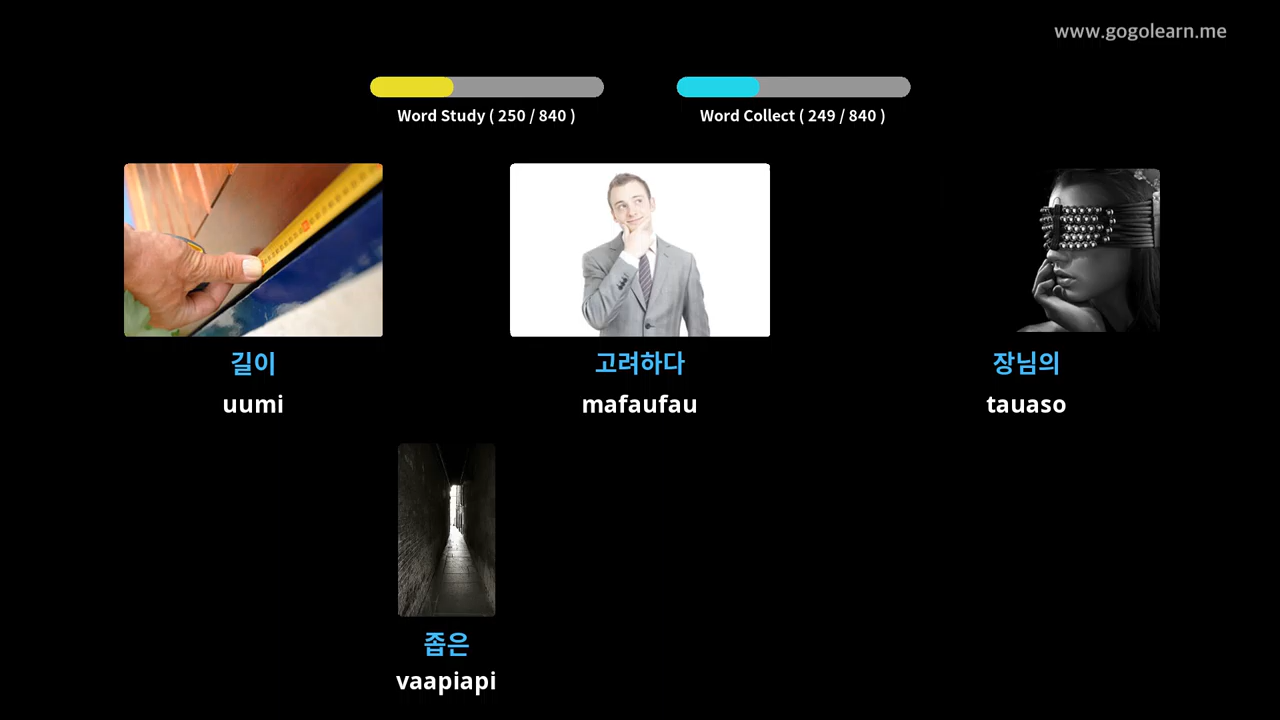 www.gogolearn.me
Word Study ( 250 / 840 )
Word Collect ( 249 / 840 )
길이
uumi
고려하다
mafaufau
장님의
tauaso
좁은
vaapiapi